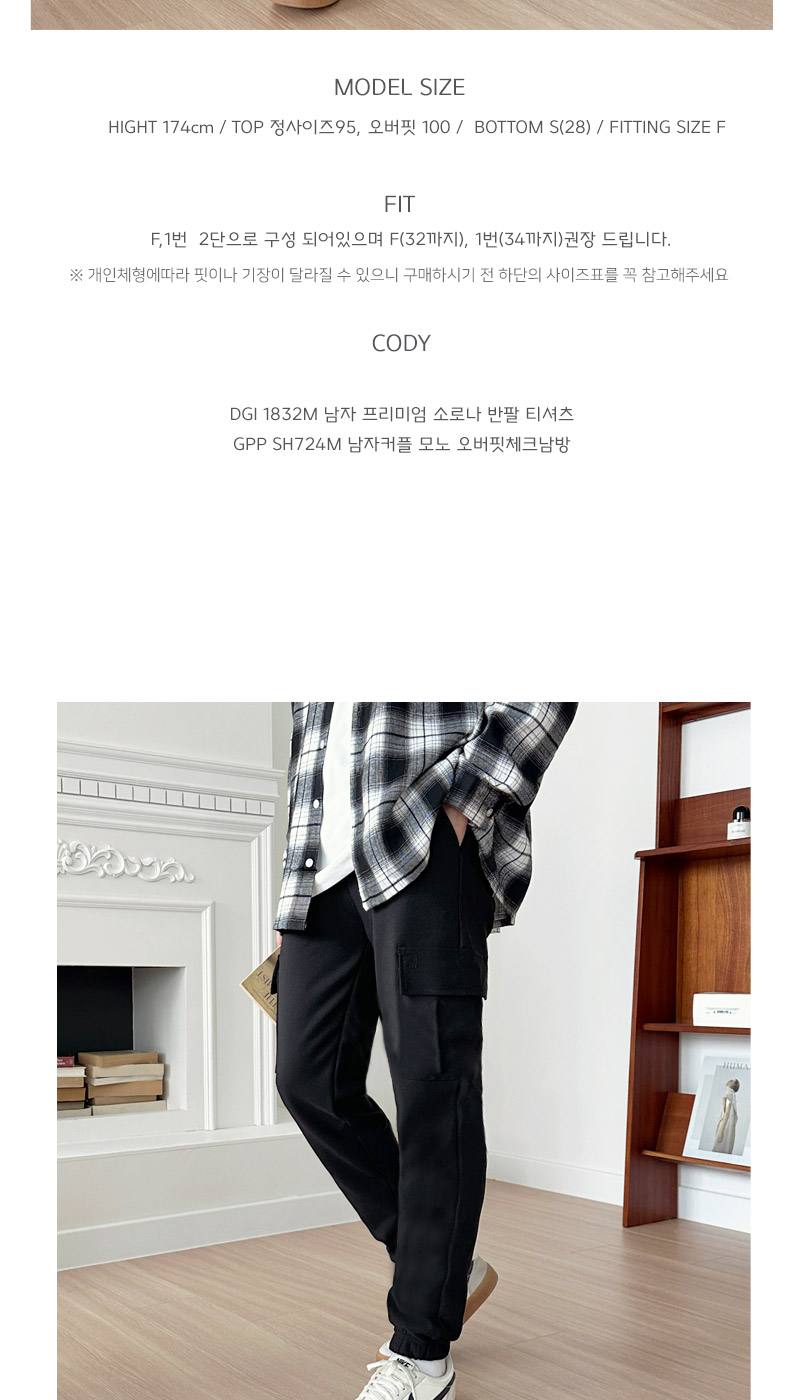 MODEL SIZE
HIGHT 174cm / TOP 정사이즈95, 오버핏 100 / BOTTOM S(28) / FITTING SIZE F
FIT
F,1번 2단으로 구성 되어있으며 F(32까지), 1번(34까지)권장 드립니다.
※ 개인체형에따라 핏이나 기장이 달라질 수 있으니 구매하시기 전 하단의 사이즈표를 꼭 참고해주세요
CODY
DGI 1832M 남자 프리미엄 소로나 반팔 티셔츠
GPP SH724M 남자커플 모노 오버핏체크남방